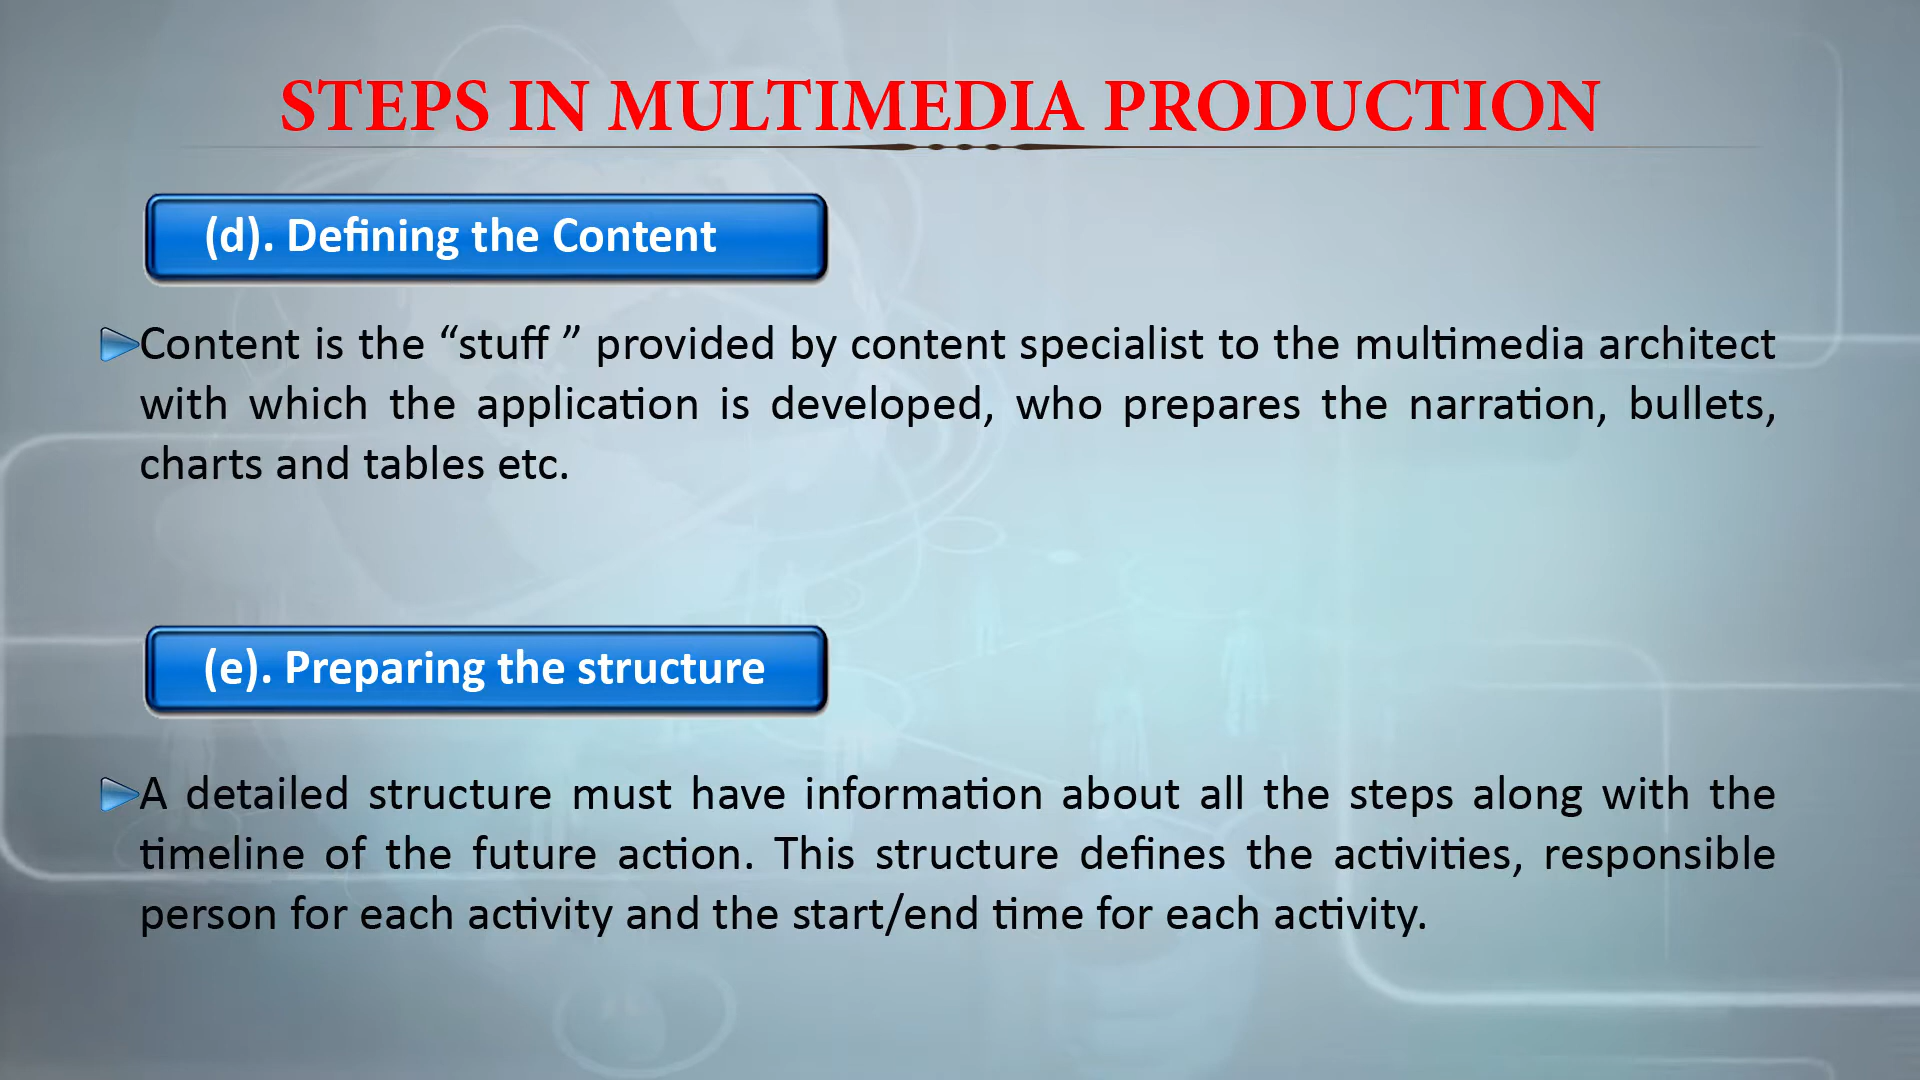 STEPS IN MULTIMEDIA PRODUCTION
(d). Defining the Content
Content is the “stuff ” provided by content specialist to the multimedia architect
with which the application is developed, who prepares the narration, bullets,
charts and tables etc.
(e). Preparing the structure
A detailed structure must have information about all the steps along with the
timeline of the future action. This structure defines the activities, responsible
person for each activity and the start/end time for each activity.